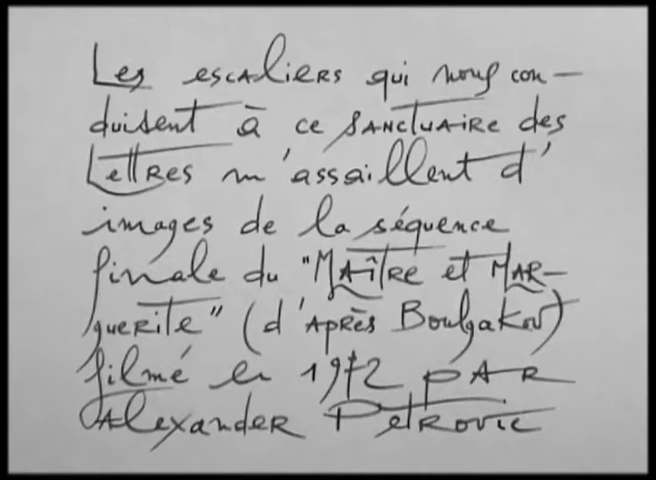 Les escaliers qui nous con-
duisent à ce sanctuaire des
Lettres m'assaillent d'
images de la séquence
finale du "Maître et Mar-
guerite" (d'après Boulgakov)
filmé en 1972 par
Alexander Petrovic